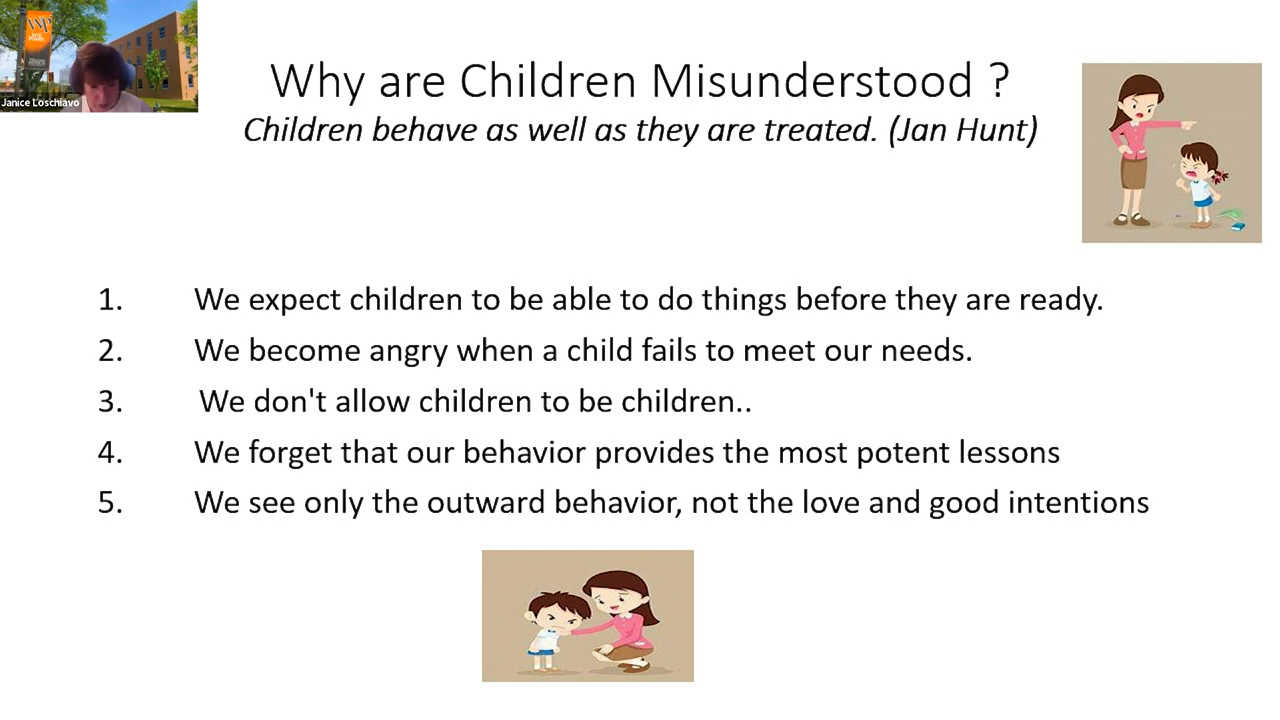 WP
Janice Loschiavo
Why are Children Misunderstood ?
Children behave as well as they are treated. (Jan Hunt)
1. We expect children to be able to do things before they are ready.
2. We become angry when a child fails to meet our needs.
3. We don't allow children to be children..
4. We forget that our behavior provides the most potent lessons
5. We see only the outward behavior, not the love and good intentions